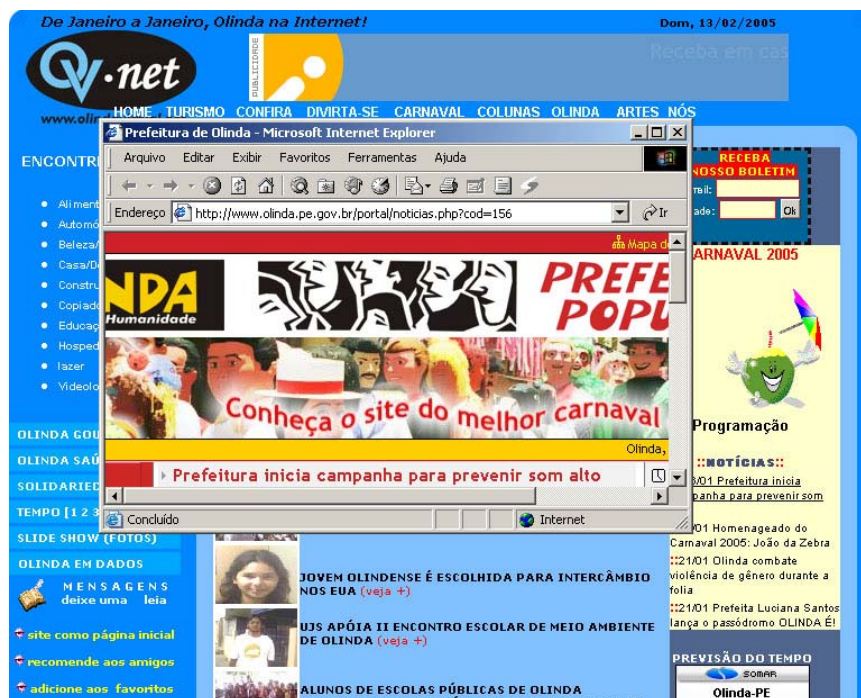 De Janeiro a Janeiro, Olinda na Internet!
Dom, 13/02/2005
OV.net
PUBLICIDADE
Receba em cas
HOME TURISMO CONFIRA DIVIRTA-SE CARNAVAL COLUNAS OLINDA ARTES NÓS
www.olin
Prefeitura de Olinda - Microsoft Internet Explorer
Arquivo Editar Exibir Favoritos Ferramentas Ajuda
Endereço http://www.olinda.pe.gov.br/portal/noticias.php?cod=156 Ir
Mapa d
NDA
Humanidade
PREFE
POPU
Conheça o site do melhor carnaval
Olinda,
Prefeitura inicia campanha para prevenir som alto
Concluído
Internet
ENCONTR
Aliment
Automó
Beleza/
Casa/D
Constru
Copiado
Educaç
Hosped
lazer
Videolo
OLINDA GOU
OLINDA SAÚ
SOLIDARIED
TEMPO [1 2 3
SLIDE SHOW (FOTOS)
OLINDA EM DADOS
MENSAGENS
deixe uma leia
site como página inicial
recomende aos amigos
adicione aos favoritos
JOVEM OLINDENSE É ESCOLHIDA PARA INTERCÂMBIO
NOS EUA (veja +)
UJS APÓIA II ENCONTRO ESCOLAR DE MEIO AMBIENTE
DE OLINDA (veja +)
ALUNOS DE ESCOLAS PÚBLICAS DE OLINDA
RECEBA
NOSSO BOLETIM
mail:
ade: Ok
ARNAVAL 2005
Programação
::NOTÍCIAS::
/01 Prefeitura inicia
panha para prevenir som
/01 Homenageado do
Carnaval 2005: João da Zebra
::21/01 Olinda combate
violência de gênero durante a
folia
::21/01 Prefeita Luciana Santos
lança o passódromo OLINDA É!
PREVISÃO DO TEMPO
SOMAR
Olinda-PE